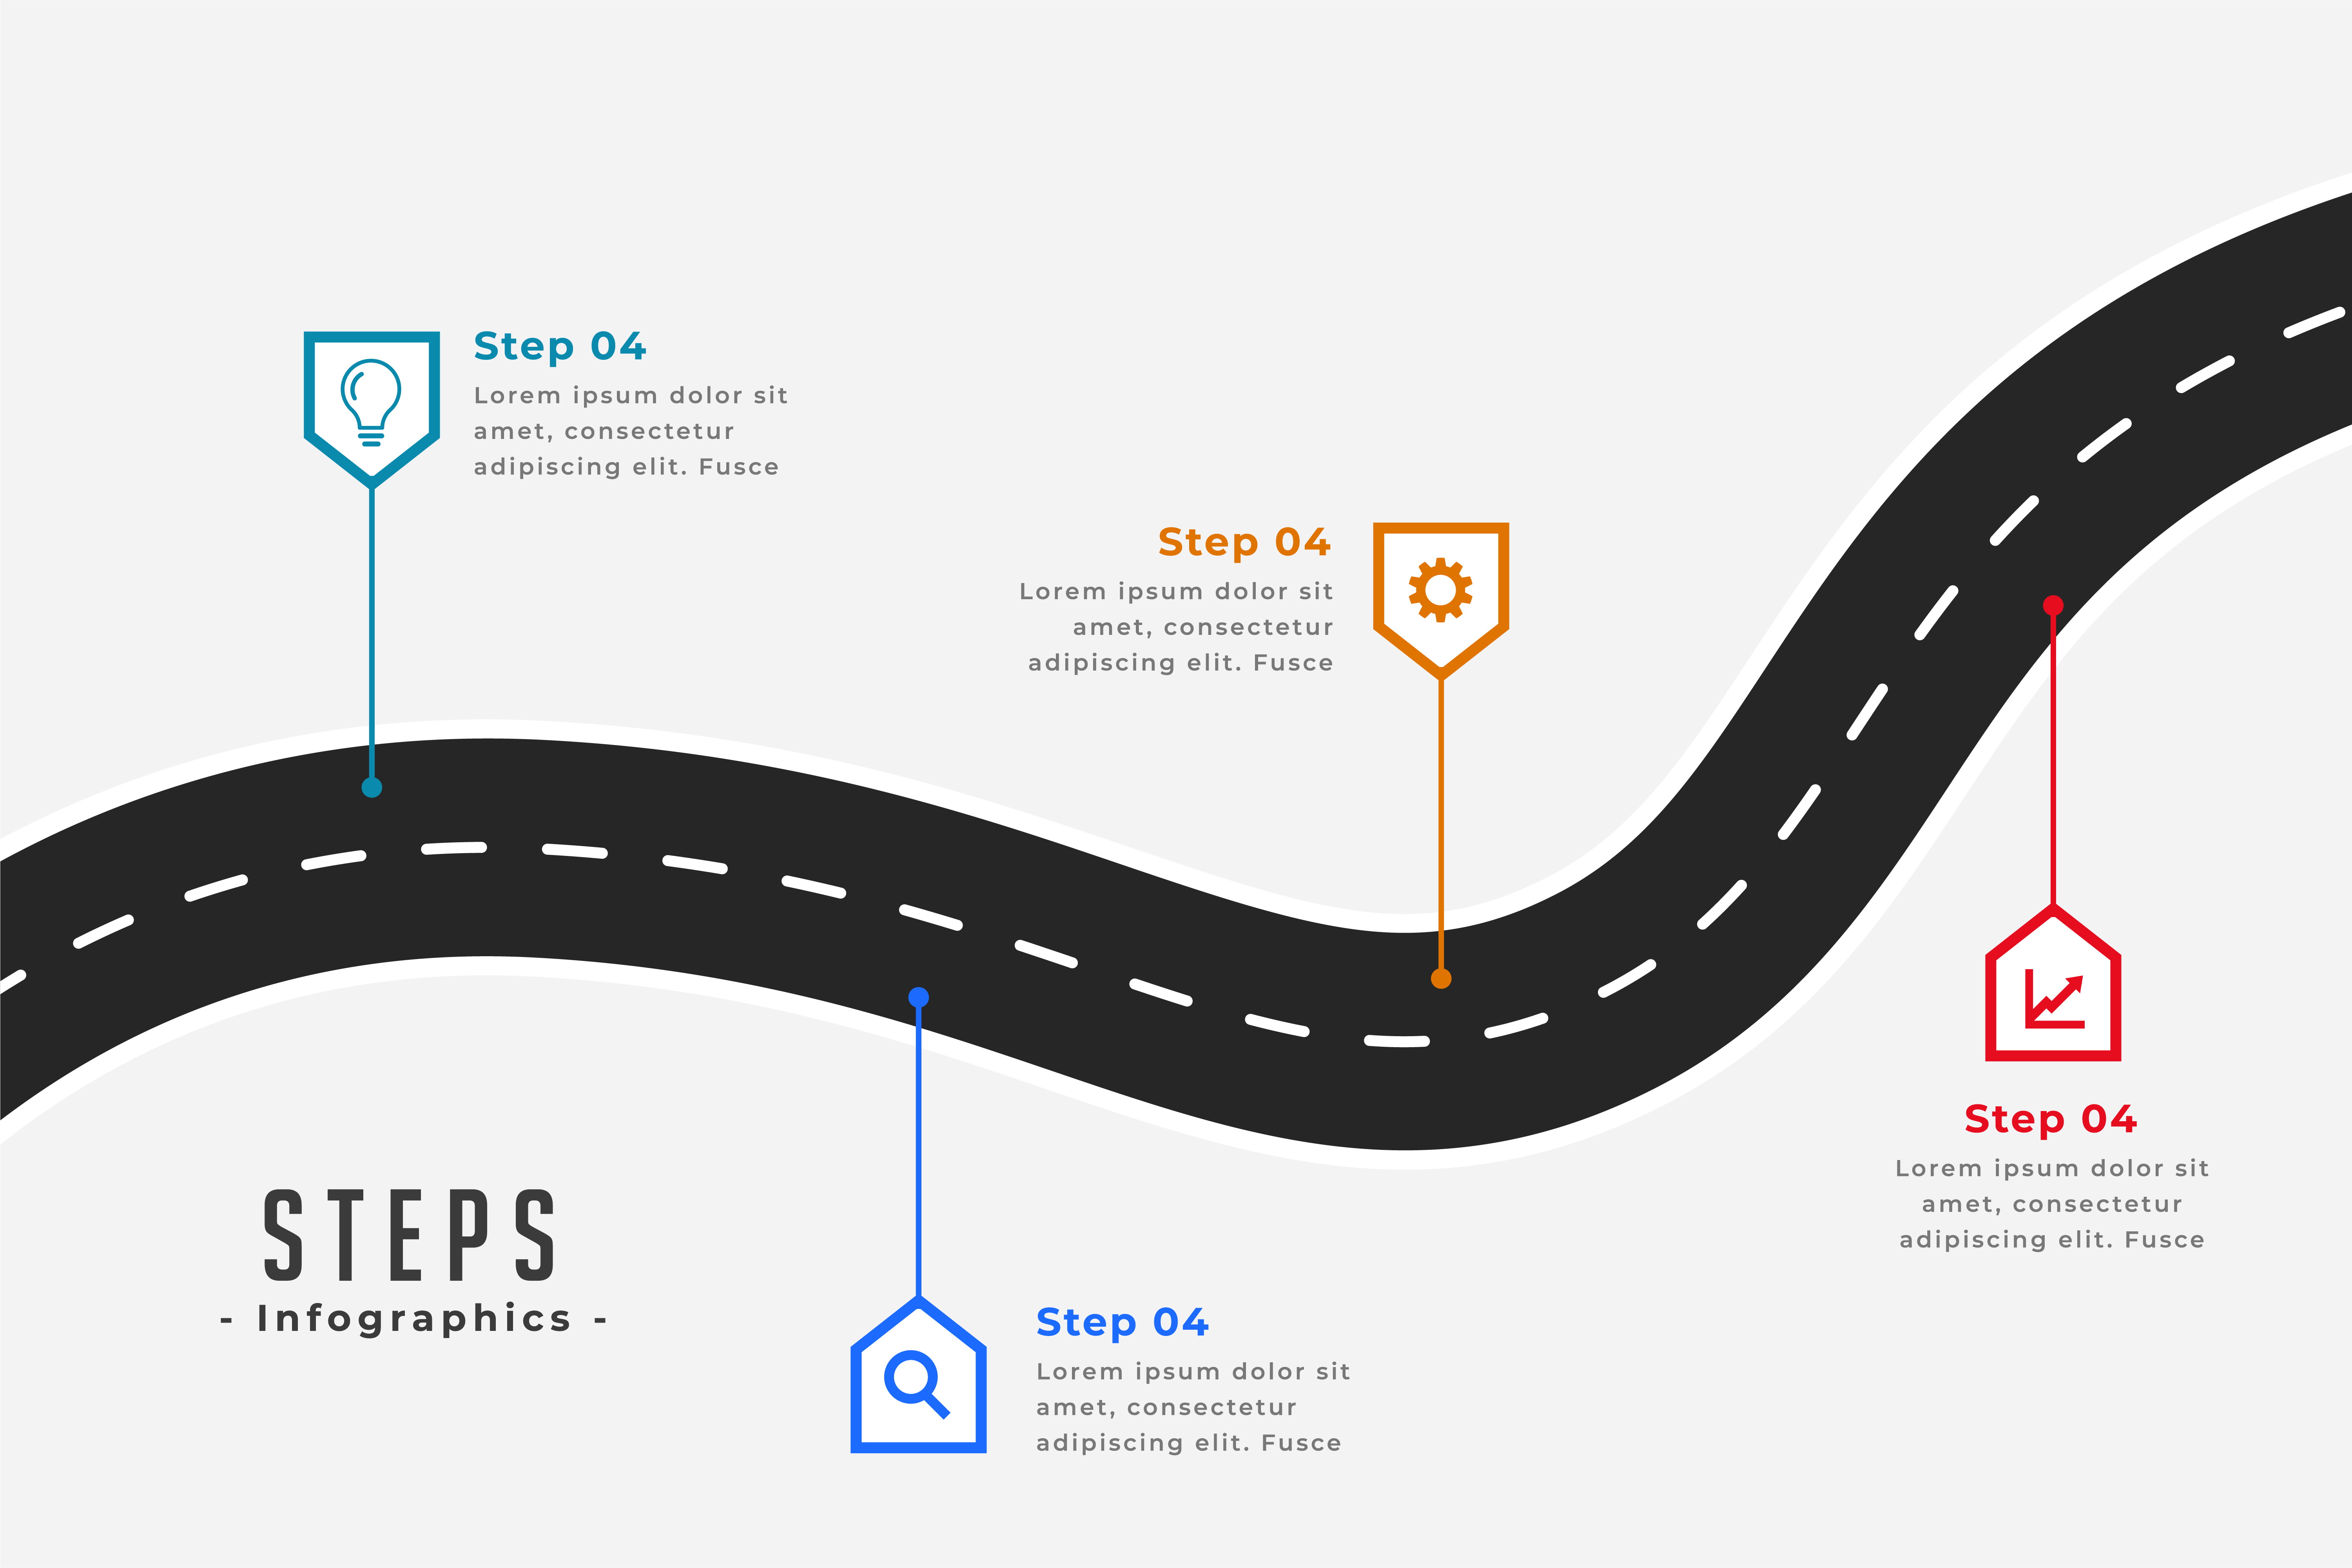 Step 04
Lorem ipsum dolor sit
amet, consectetur
adipiscing elit. Fusce
Step 04
Lorem ipsum dolor sit
amet, consectetur
adipiscing elit. Fusce
Step 04
Lorem ipsum dolor sit
amet, consectetur
adipiscing elit. Fusce
STEPS
- Infographics -
Step 04
Lorem ipsum dolor sit
amet, consectetur
adipiscing elit. Fusce